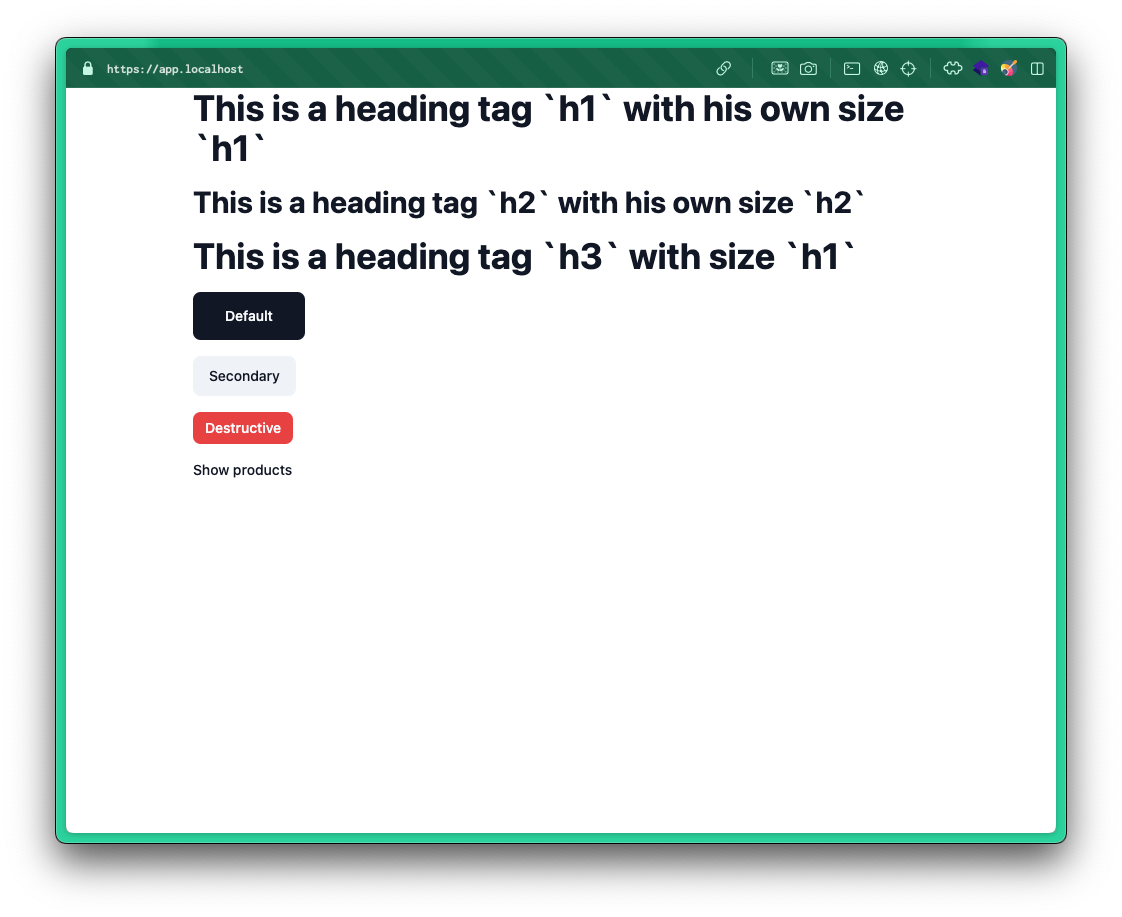 https://app.localhost
This is a heading tag `h1` with his own size
`h1`
This is a heading tag `h2` with his own size `h2`
This is a heading tag `h3` with size `h1`
Default
Secondary
Destructive
Show products